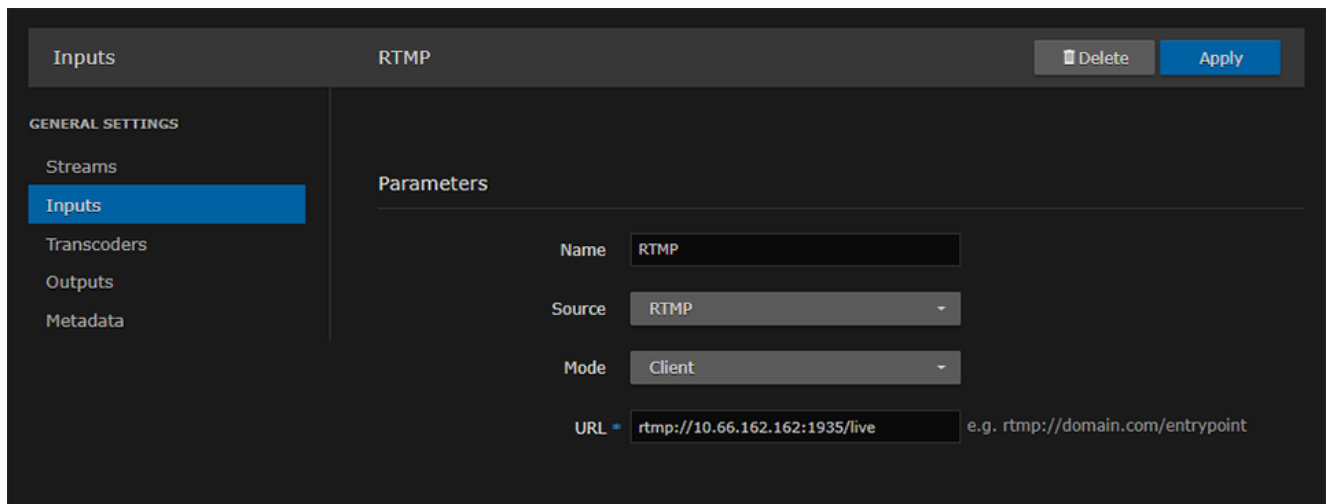 Inputs RTMP Delete Apply
GENERAL SETTINGS
Streams
Inputs
Transcoders
Outputs
Metadata
Parameters
Name RTMP
Source RTMP
Mode Client
URL * rtmp://10.66.162.162:1935/live e.g. rtmp://domain.com/entrypoint